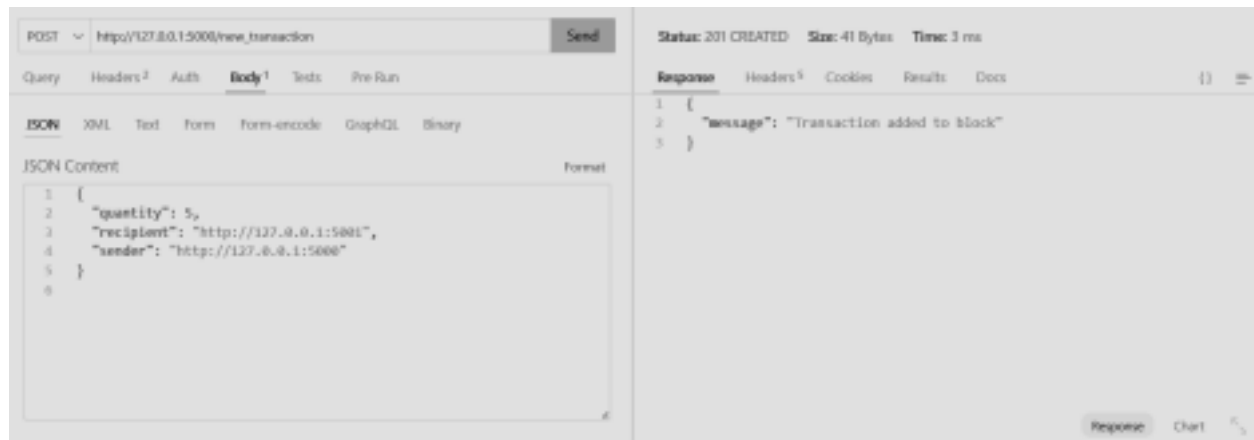 POST http://127.0.0.1:5000/new_transaction Send
Query Headers 2 Auth Body 1 Tests Pre Run
JSON XML Text Form Form-encode GraphQL Binary
JSON Content Format
1 {
2 "quantity": 5,
3 "recipient": "http://127.0.0.1:5001",
4 "sender": "http://127.0.0.1:5000"
5 }
6
Status: 201 CREATED Size: 41 Bytes Time: 3 ms
Response Headers 5 Cookies Results Docs {}
1 {
2 "message": "Transaction added to block"
3 }
Response Chart